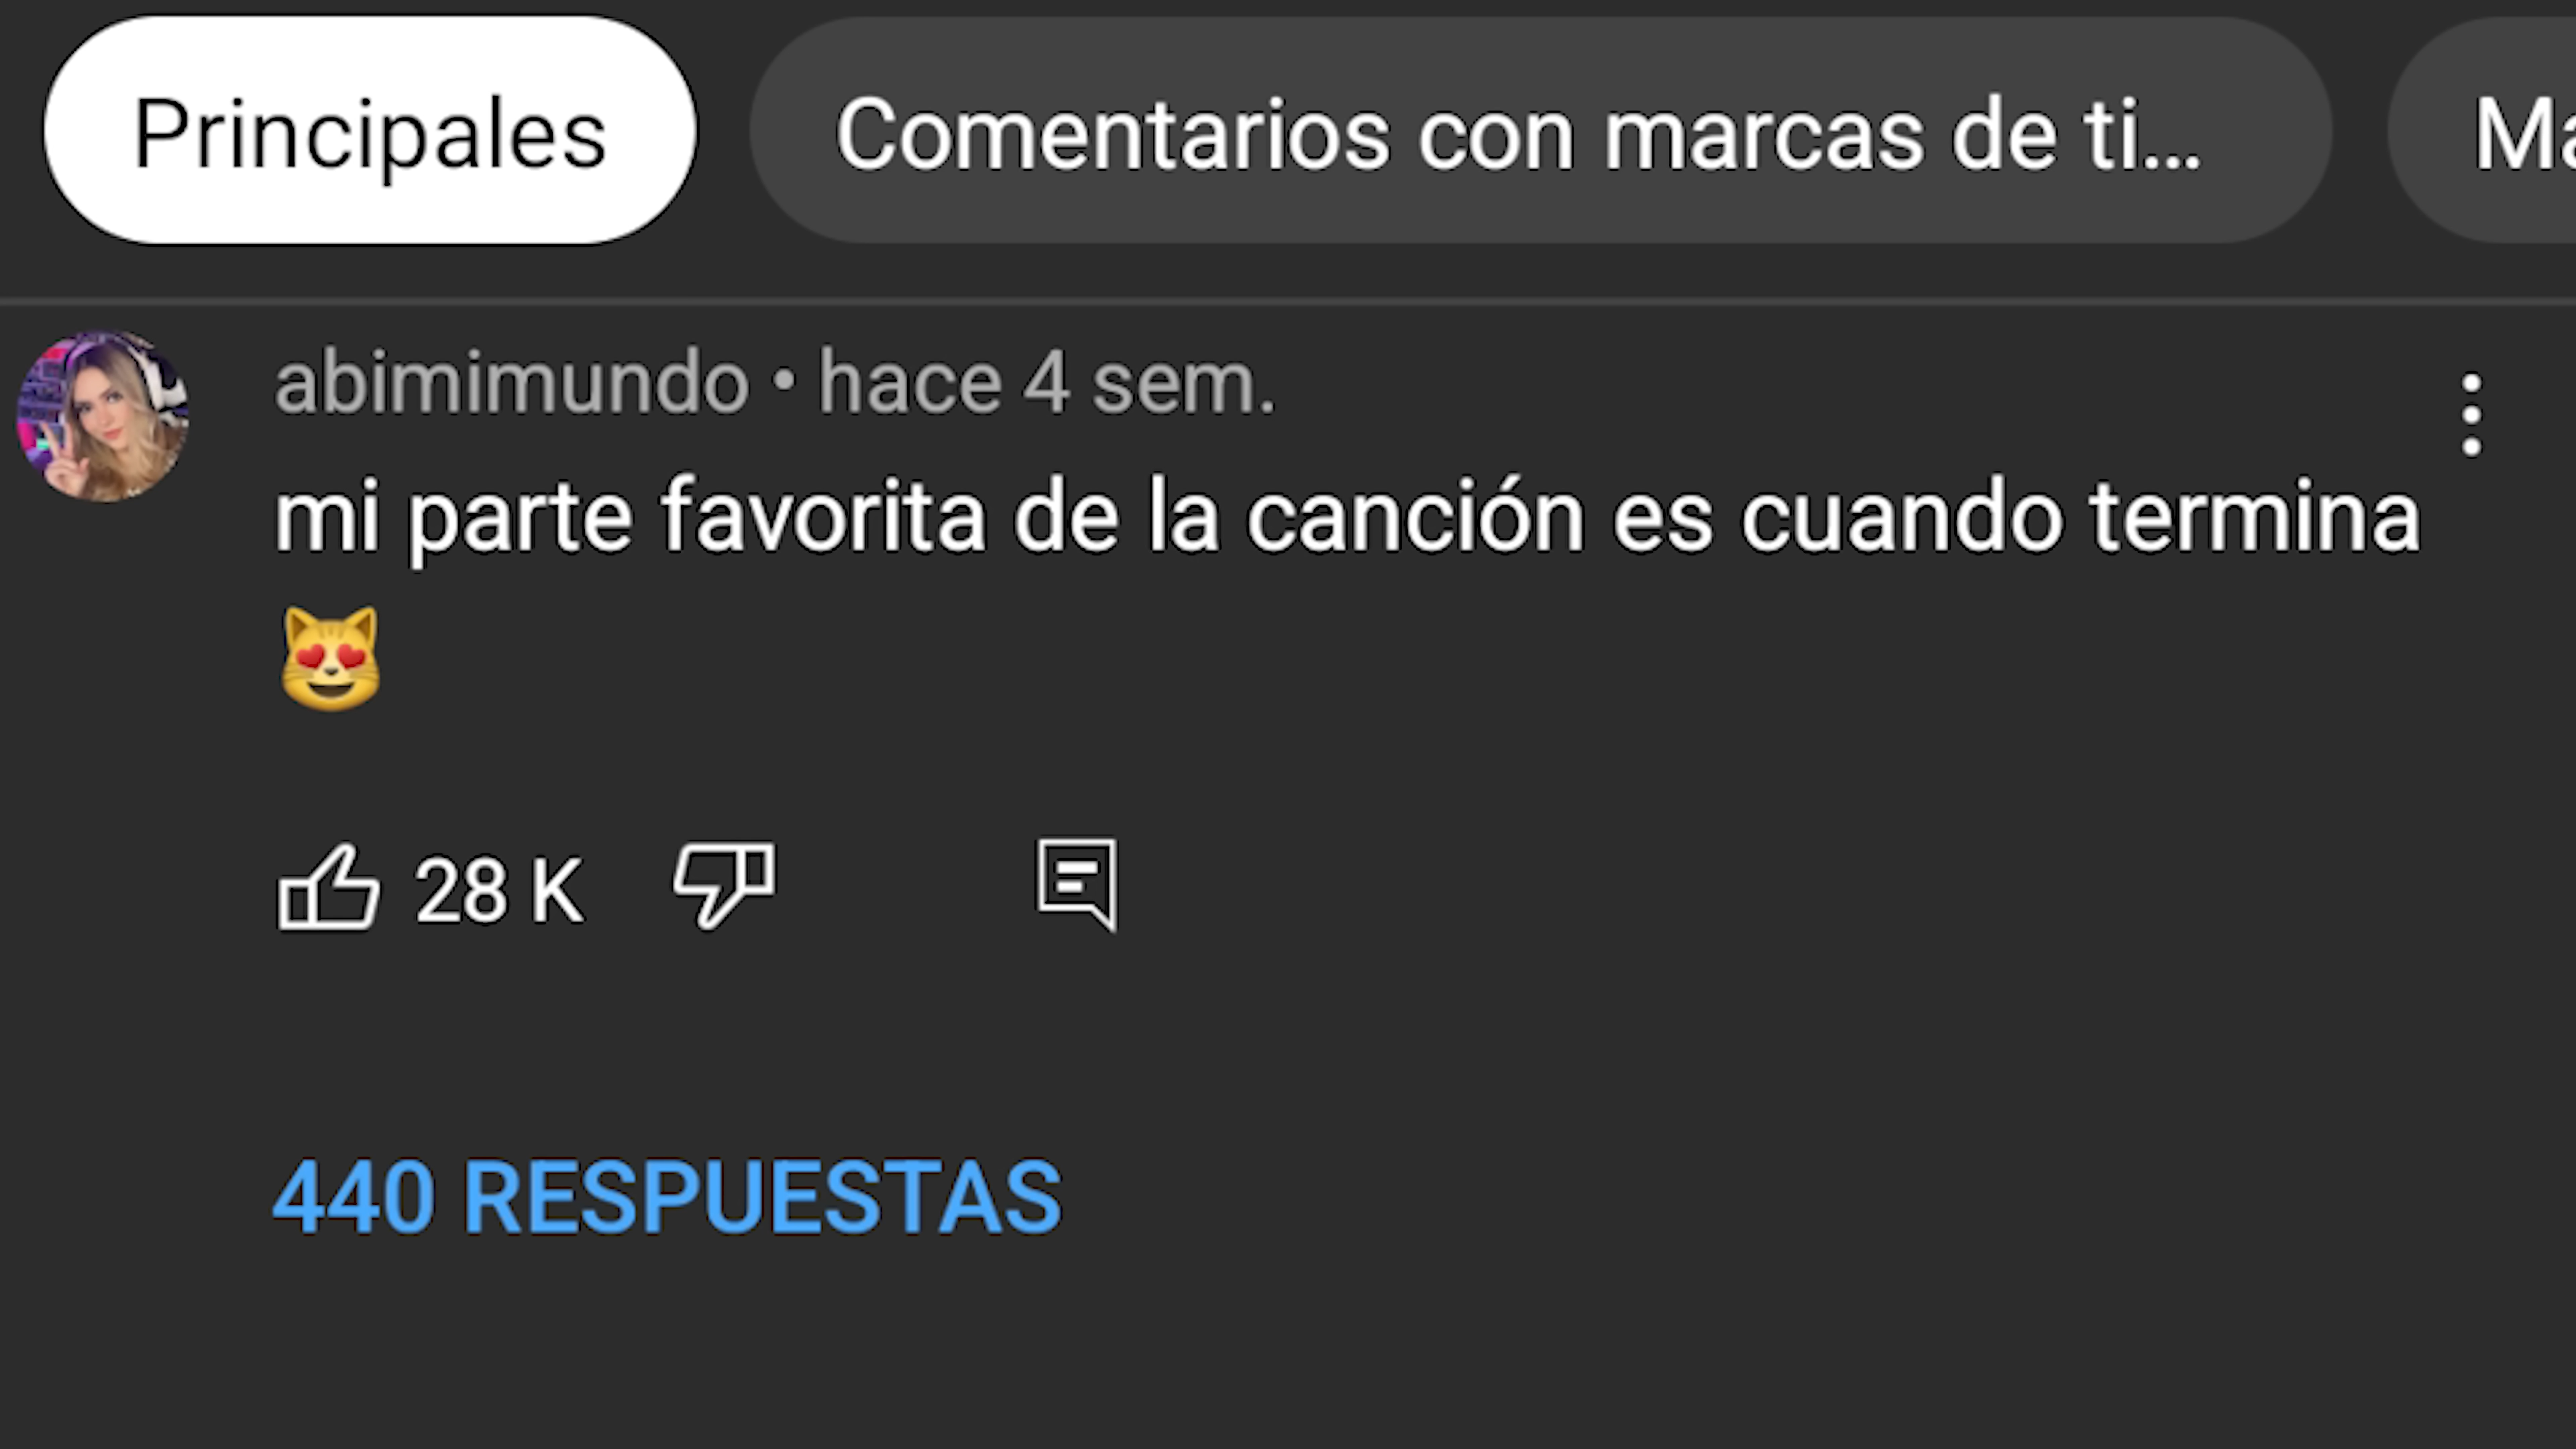 Principales
Comentarios con marcas de ti...
Ma
abimimundo • hace 4 sem.
mi parte favorita de la canción es cuando termina
😻
28 K
440 RESPUESTAS